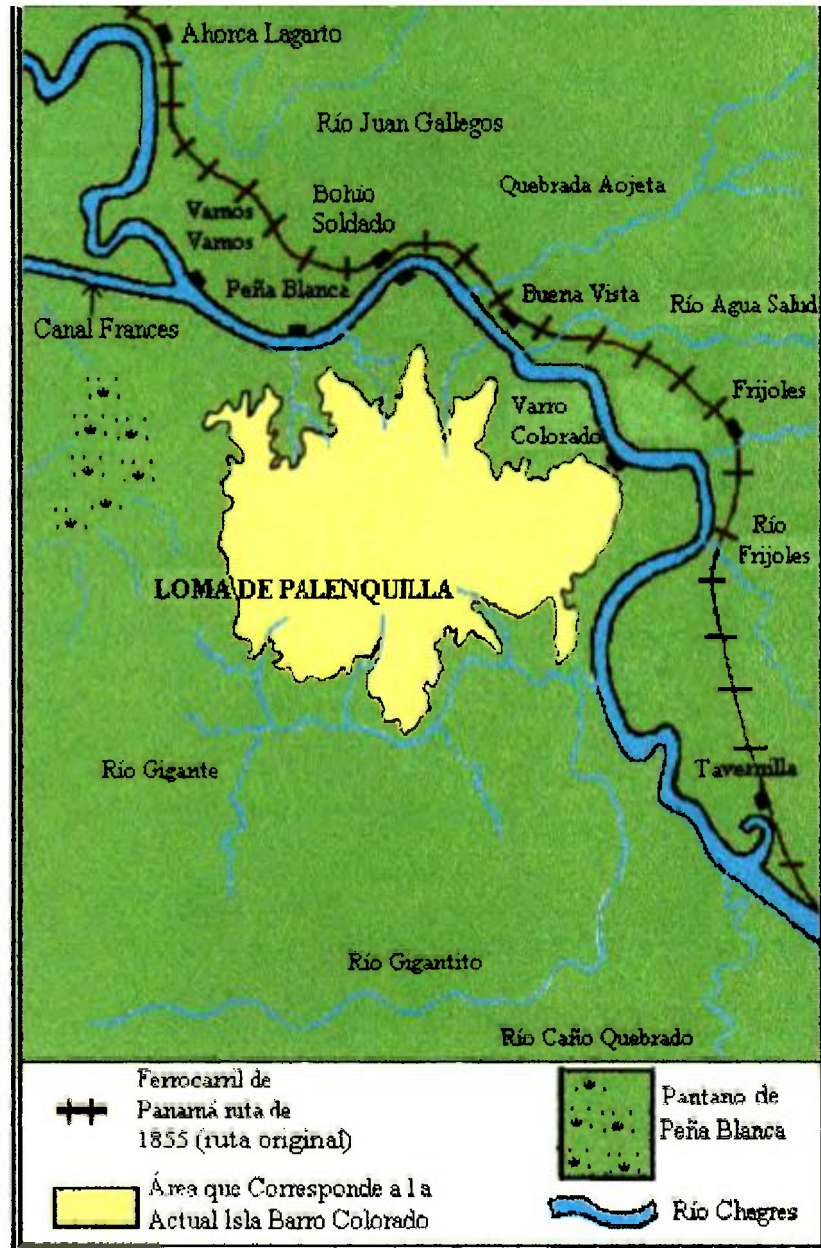 Ahorca Lagarto
Río Juan Gallegos
Quebrada Aojeta
Bohío
Soldado
Vamos
Vamos
Peña Blanca
Buena Vista
Río Agua Salud
Canal Frances
Frijoles
Varro
Colorado
Río
Frijoles
LOMA DE PALENQUILLA
Río Gigante
Tavernilla
Río Gigantito
Río Caño Quebrado
Ferrocarril de
Panamá ruta de
1855 (ruta original)
Pantano de
Peña Blanca
Área que Corresponde a la
Actual Isla Barro Colorado
Río Chagres